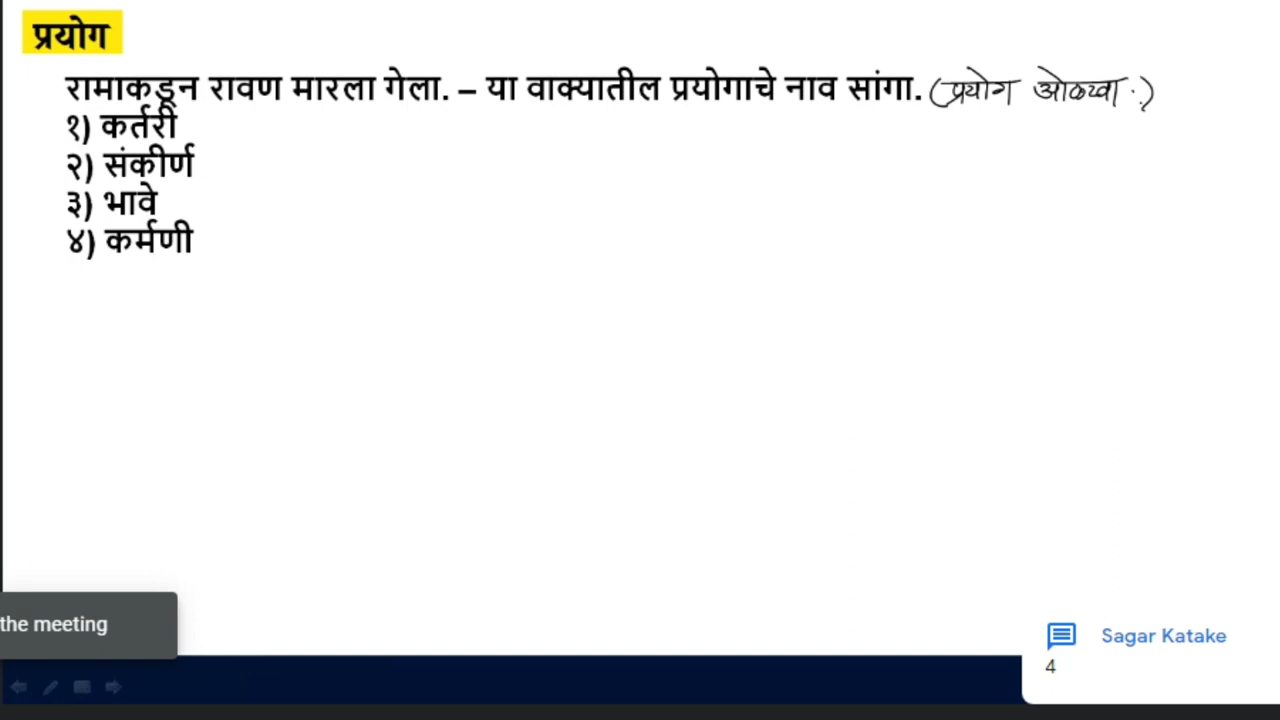 प्रयोग
रामाकडून रावण मारला गेला. – या वाक्यातील प्रयोगाचे नाव सांगा. (प्रयोग ओळखा.)
१) कर्तरी
२) संकीर्ण
३) भावे
४) कर्मणी
the meeting
Sagar Katake
4